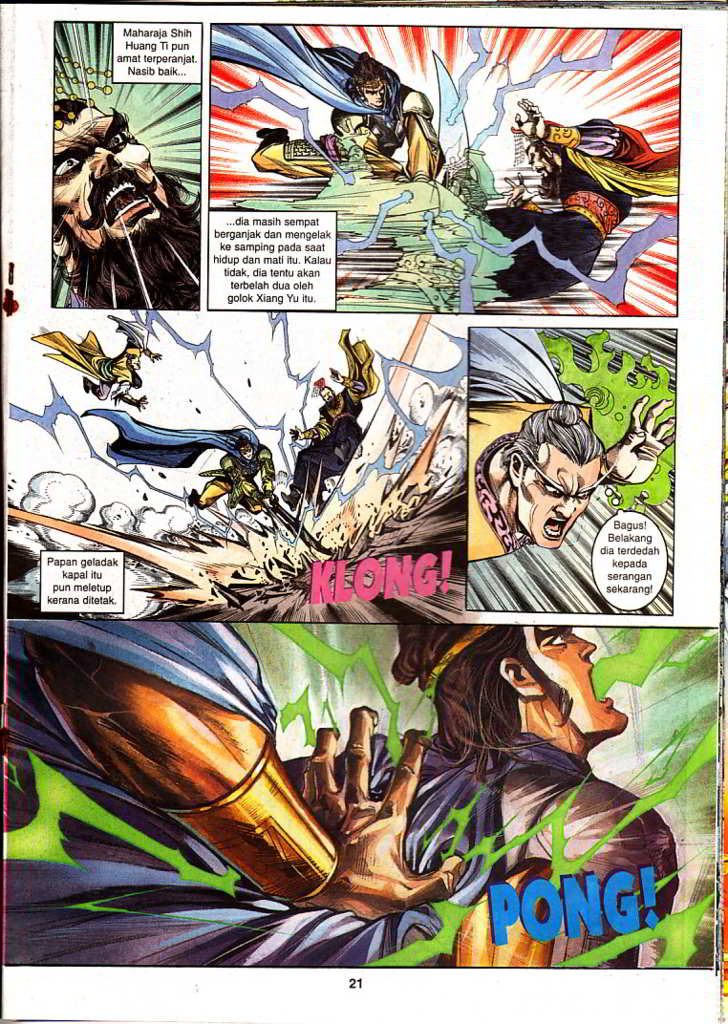 Maharaja Shih
Huang Ti pun
amat terperanjat.
Nasib baik...
...dia masih sempat
berganjak dan mengelak
ke samping pada saat
hidup dan mati itu. Kalau
tidak, dia tentu akan
terbelah dua oleh
golok Xiang Yu itu.
Papan geladak
kapal itu
pun meletup
kerana ditetak.
KLONG!
Bagus!
Belakang
dia terdedah
kepada
serangan
sekarang!
PONG!
21